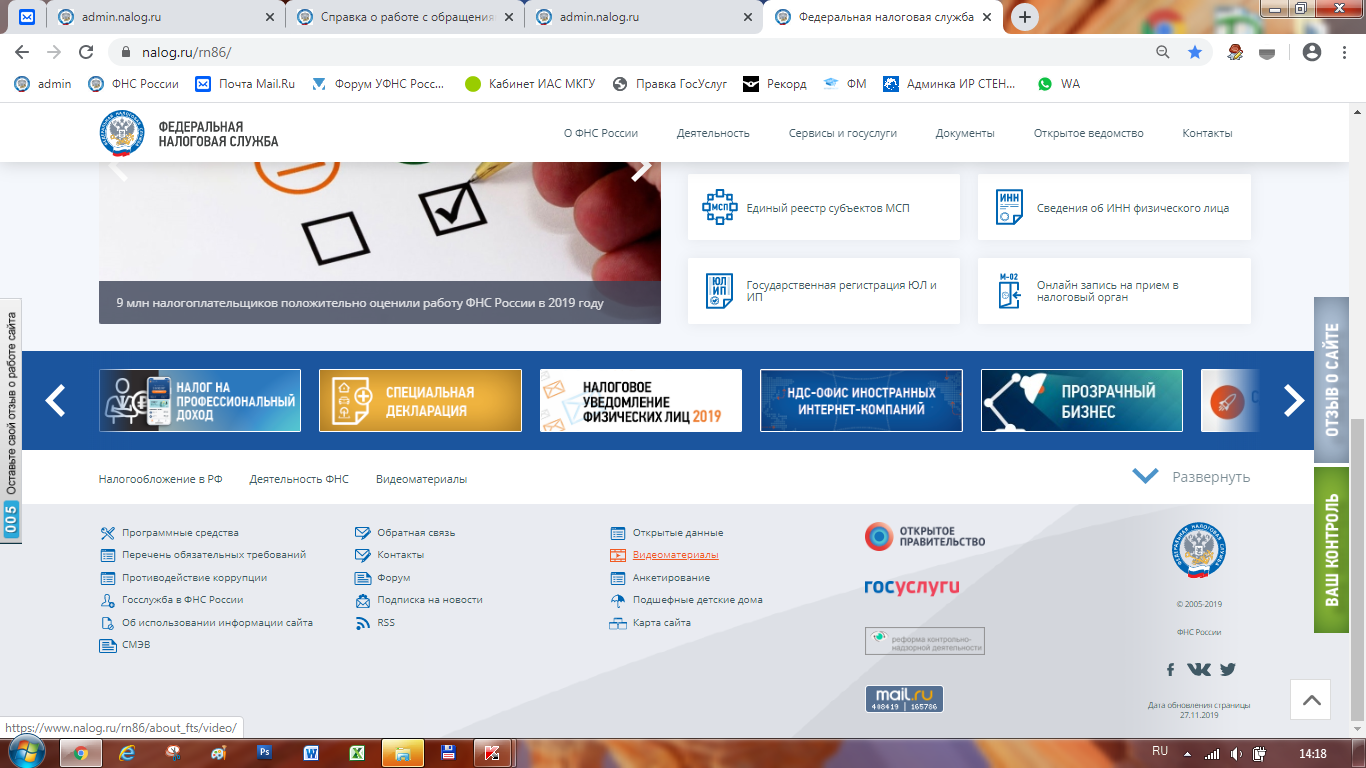 admin.nalog.ru
Справка о работе с обращения
admin.nalog.ru
Федеральная налоговая служба
nalog.ru/rn86/
admin
ФНС России
Почта Mail.Ru
Форум УФНС Росс...
Кабинет ИАС МКГУ
Правка ГосУслуг
Рекорд
ФМ
Админка ИР СТЕН...
WA
ФЕДЕРАЛЬНАЯ
НАЛОГОВАЯ СЛУЖБА
О ФНС России
Деятельность
Сервисы и госуслуги
Документы
Открытое ведомство
Контакты
9 млн налогоплательщиков положительно оценили работу ФНС России в 2019 году
МСП
Единый реестр субъектов МСП
ИНН
Сведения об ИНН физического лица
ЮЛ
ИП
Государственная регистрация ЮЛ и
ИП
М-02
Онлайн запись на прием в
налоговый орган
Оставьте свой отзыв о работе сайта
005
ОТЗЫВ О САЙТЕ
ВАШ КОНТРОЛЬ
НАЛОГ НА
ПРОФЕССИОНАЛЬНЫЙ
ДОХОД
СПЕЦИАЛЬНАЯ
ДЕКЛАРАЦИЯ
НАЛОГОВОЕ
УВЕДОМЛЕНИЕ
ФИЗИЧЕСКИХ ЛИЦ 2019
НДС-ОФИС ИНОСТРАННЫХ
ИНТЕРНЕТ-КОМПАНИЙ
ПРОЗРАЧНЫЙ
БИЗНЕС
Налогообложение в РФ
Деятельность ФНС
Видеоматериалы
Развернуть
Программные средства
Перечень обязательных требований
Противодействие коррупции
Госслужба в ФНС России
Об использовании информации сайта
СМЭВ
Обратная связь
Контакты
Форум
Подписка на новости
RSS
Открытые данные
Видеоматериалы
Анкетирование
Подшефные детские дома
Карта сайта
ОТКРЫТОЕ
ПРАВИТЕЛЬСТВО
госуслуги
реформа контрольно-
надзорной деятельности
mail.ru
408419 | 165786
© 2005-2019
ФНС России
Дата обновления страницы
27.11.2019
https://www.nalog.ru/rn86/about_fts/video/
RU
14:18